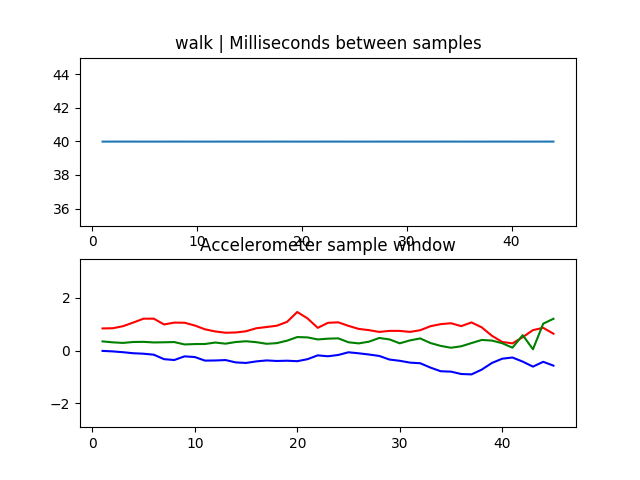 walk | Milliseconds between samples
44
42
40
38
36
0 10 20 30 40
Accelerometer sample window
2
0
−2
0 10 20 30 40